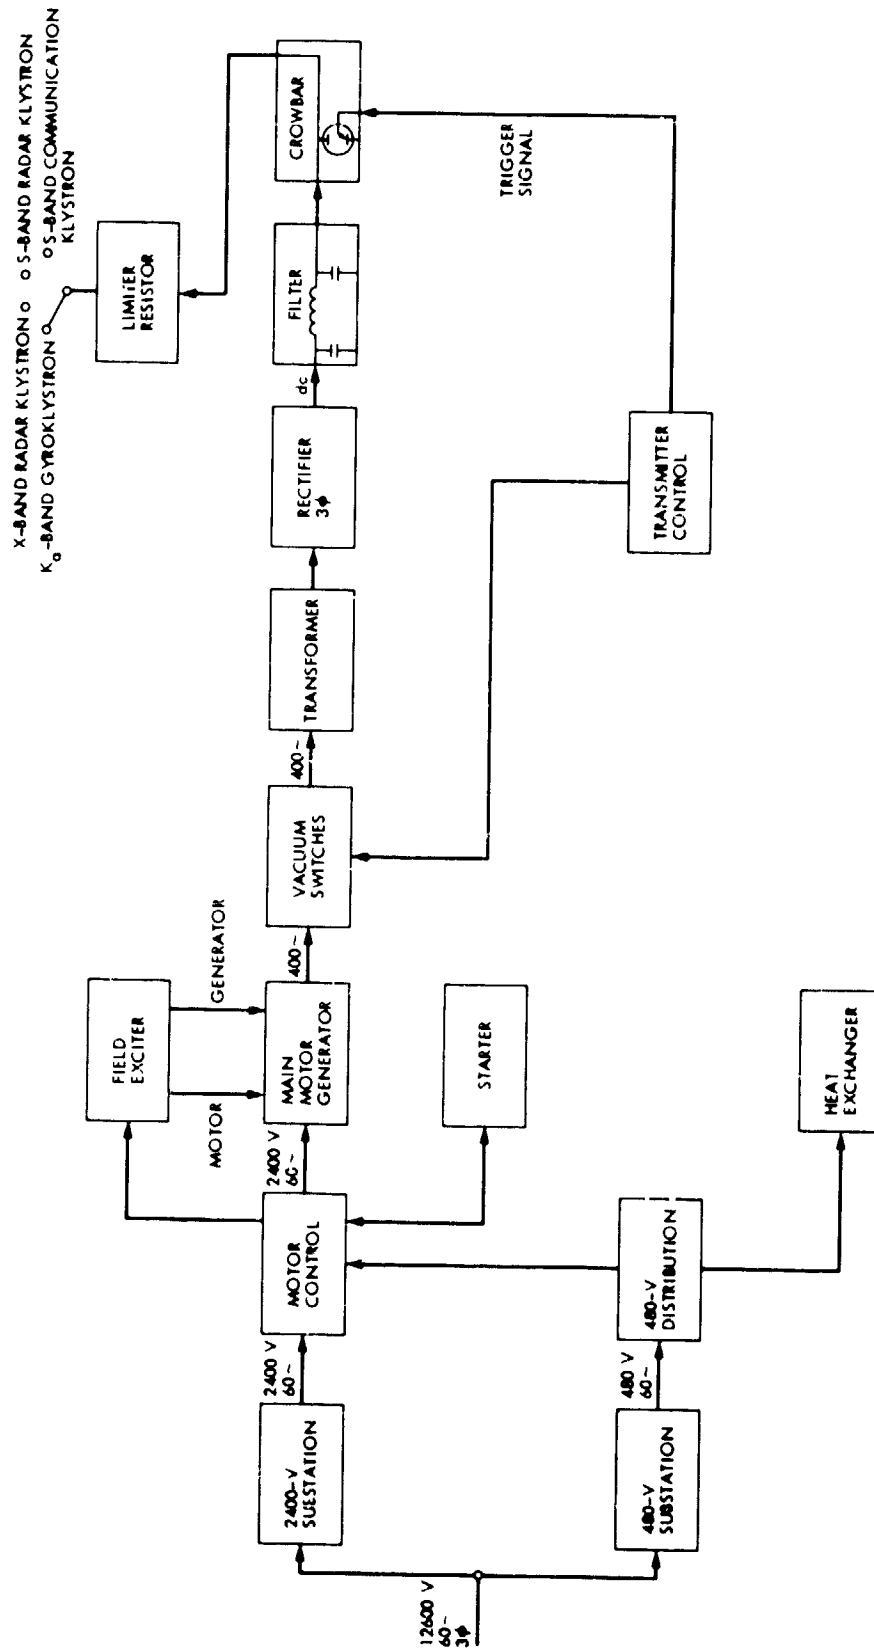 X-BAND RADAR KLYSTRON
S-BAND RADAR KLYSTRON
Ka-BAND GYROKLYSTRON
S-BAND COMMUNICATION
KLYSTRON
LIMITER
RESISTOR
FIELD
EXCITER
MOTOR
GENERATOR
12600 V
60~
3ϕ
2400-V
SUESTATION
2400 V
60~
MOTOR
CONTROL
2400 V
60~
MAIN
MOTOR
GENERATOR
400~
VACUUM
SWITCHES
400~
TRANSFORMER
RECTIFIER
3ϕ
dc
FILTER
CROWBAR
TRIGGER
SIGNAL
STARTER
480-V
SUBSTATION
480 V
60~
480-V
DISTRIBUTION
HEAT
EXCHANGER
TRANSMITTER
CONTROL